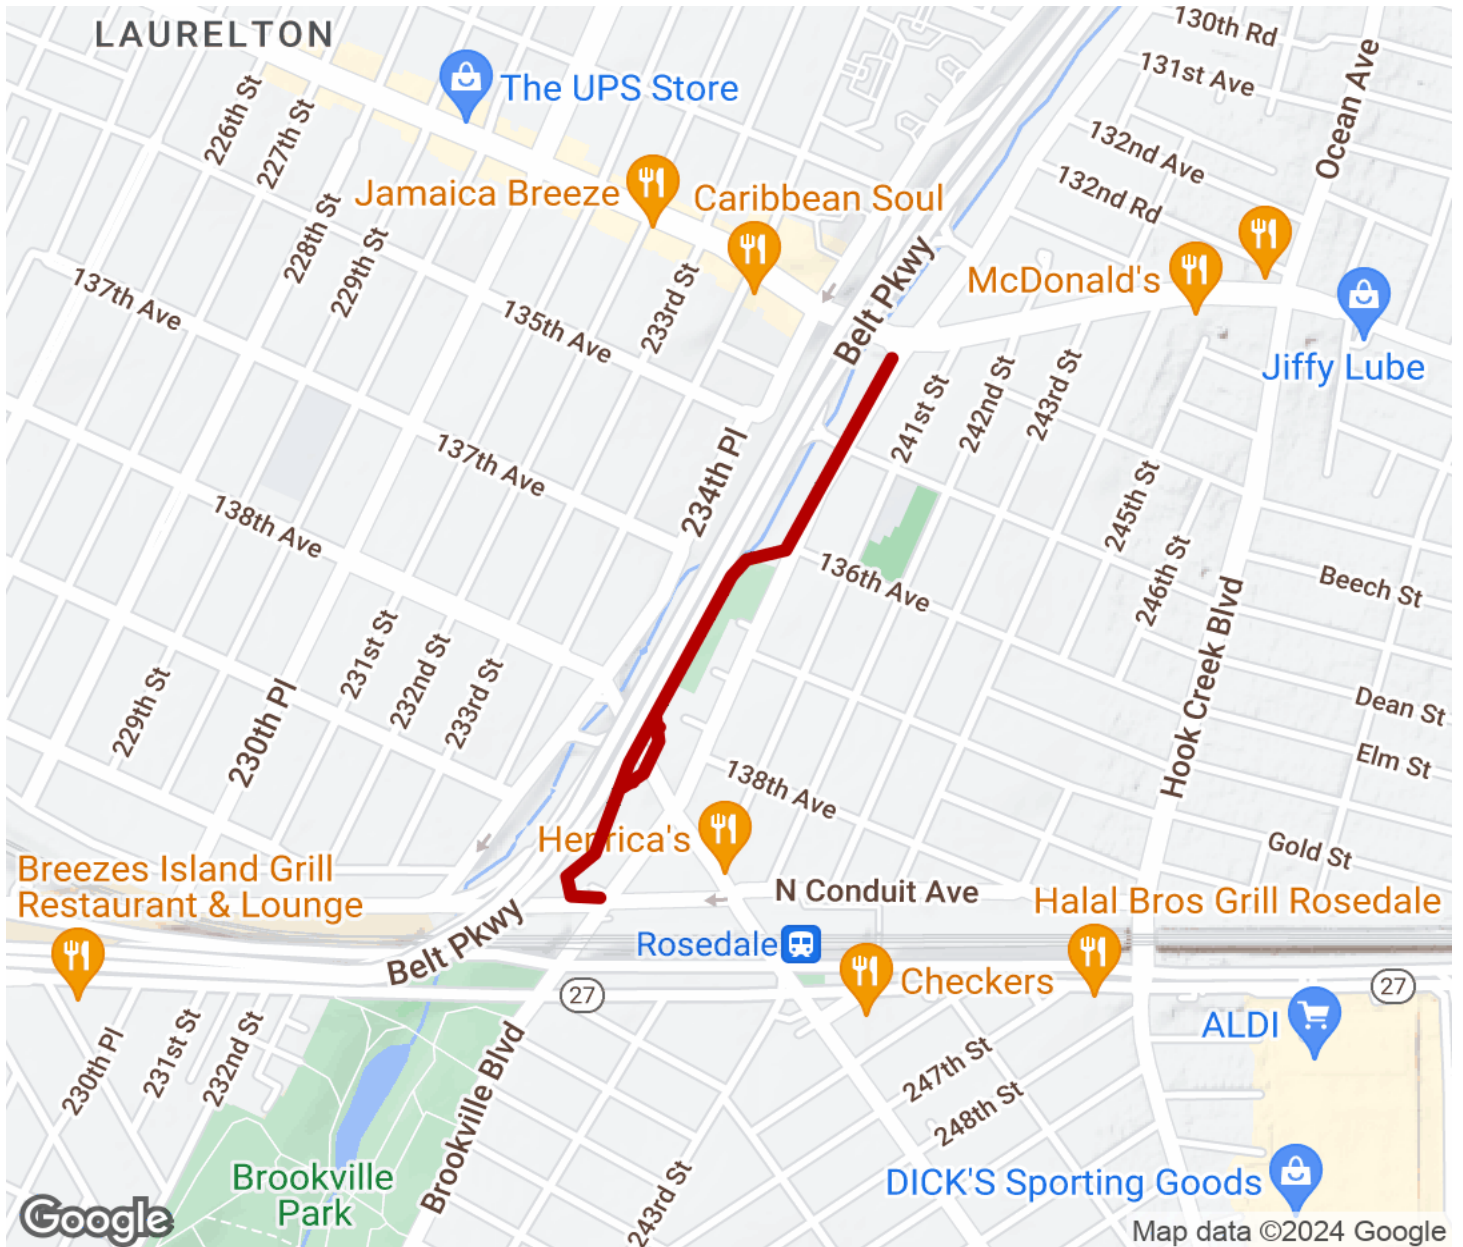 LAURELTON
130th Rd
131st Ave
Ocean Ave
The UPS Store
226th St
227th St
132nd Ave
132nd Rd
Jamaica Breeze
Caribbean Soul
228th St
229th St
233rd St
Belt Pkwy
McDonald's
137th Ave
135th Ave
Jiffy Lube
241st St
242nd St
243rd St
137th Ave
234th Pl
138th Ave
245th St
246th St
136th Ave
Beech St
Hook Creek Blvd
231st St
232nd St
233rd St
229th St
230th Pl
Dean St
Elm St
138th Ave
Henrica's
Gold St
Breezes Island Grill
Restaurant & Lounge
N Conduit Ave
Halal Bros Grill Rosedale
Belt Pkwy
Rosedale
Checkers
27
27
ALDI
230th Pl
231st St
232nd St
Brookville Blvd
247th St
248th St
Brookville
Park
243rd St
DICK'S Sporting Goods
Google
Map data ©2024 Google